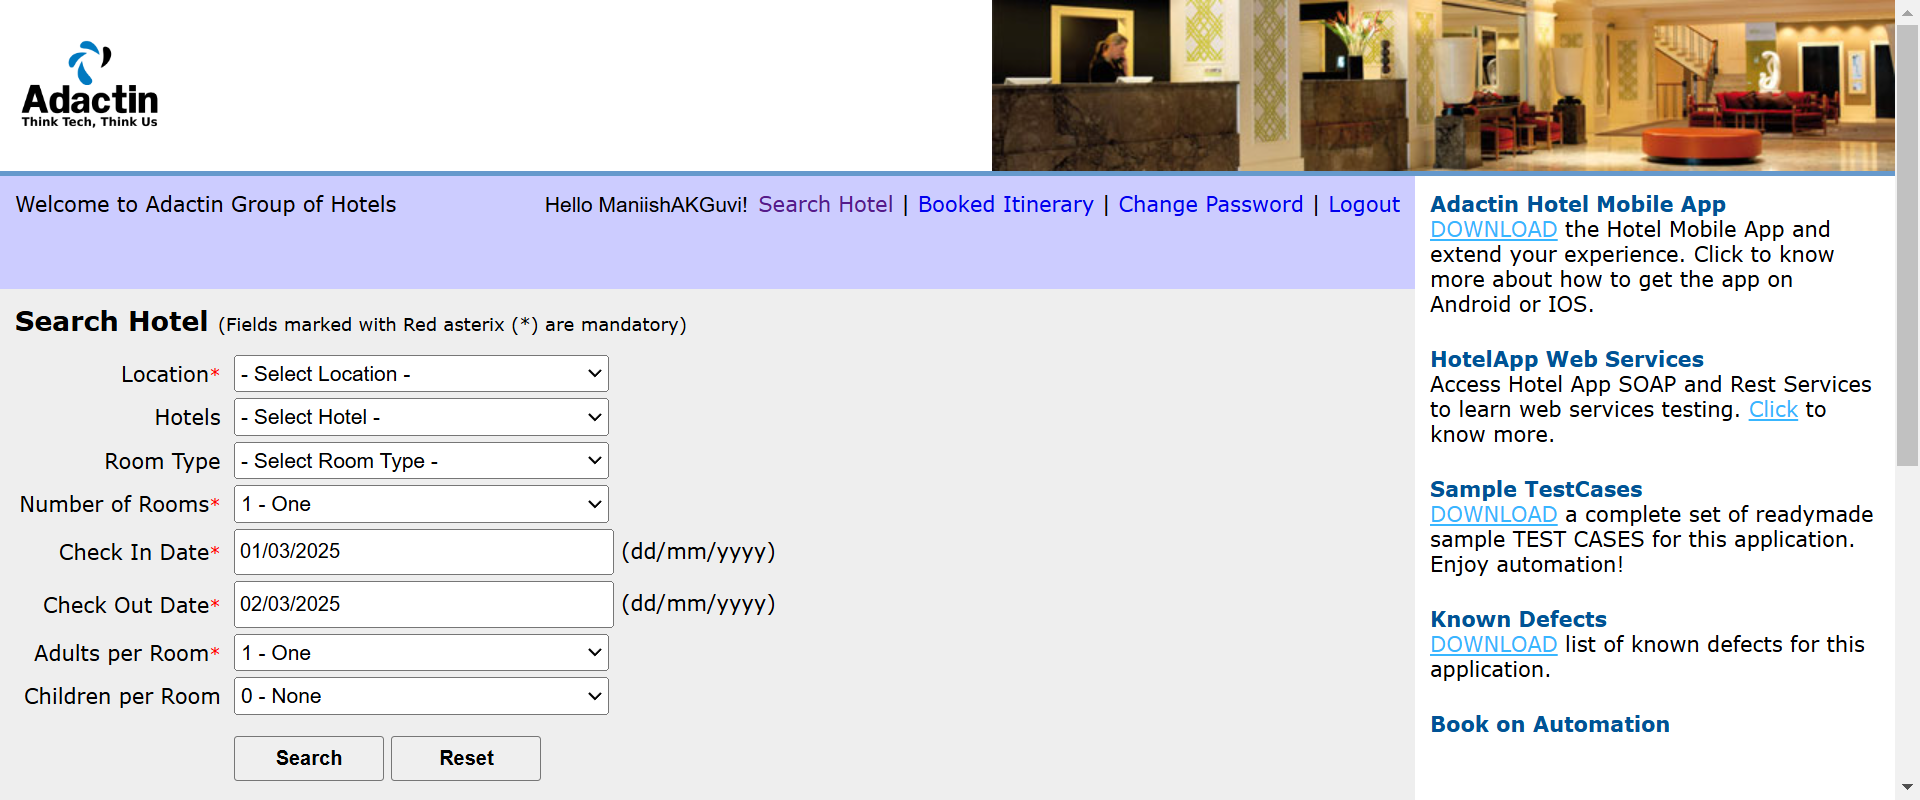 Adactin
Think Tech, Think Us
Welcome to Adactin Group of Hotels
Hello ManiishAKGuvi! Search Hotel | Booked Itinerary | Change Password | Logout
Search Hotel (Fields marked with Red asterix (*) are mandatory)
Location* - Select Location -
Hotels - Select Hotel -
Room Type - Select Room Type -
Number of Rooms* 1 - One
Check In Date* 01/03/2025 (dd/mm/yyyy)
Check Out Date* 02/03/2025 (dd/mm/yyyy)
Adults per Room* 1 - One
Children per Room 0 - None
Search Reset
Adactin Hotel Mobile App
DOWNLOAD the Hotel Mobile App and
extend your experience. Click to know
more about how to get the app on
Android or IOS.
HotelApp Web Services
Access Hotel App SOAP and Rest Services
to learn web services testing. Click to
know more.
Sample TestCases
DOWNLOAD a complete set of readymade
sample TEST CASES for this application.
Enjoy automation!
Known Defects
DOWNLOAD list of known defects for this
application.
Book on Automation